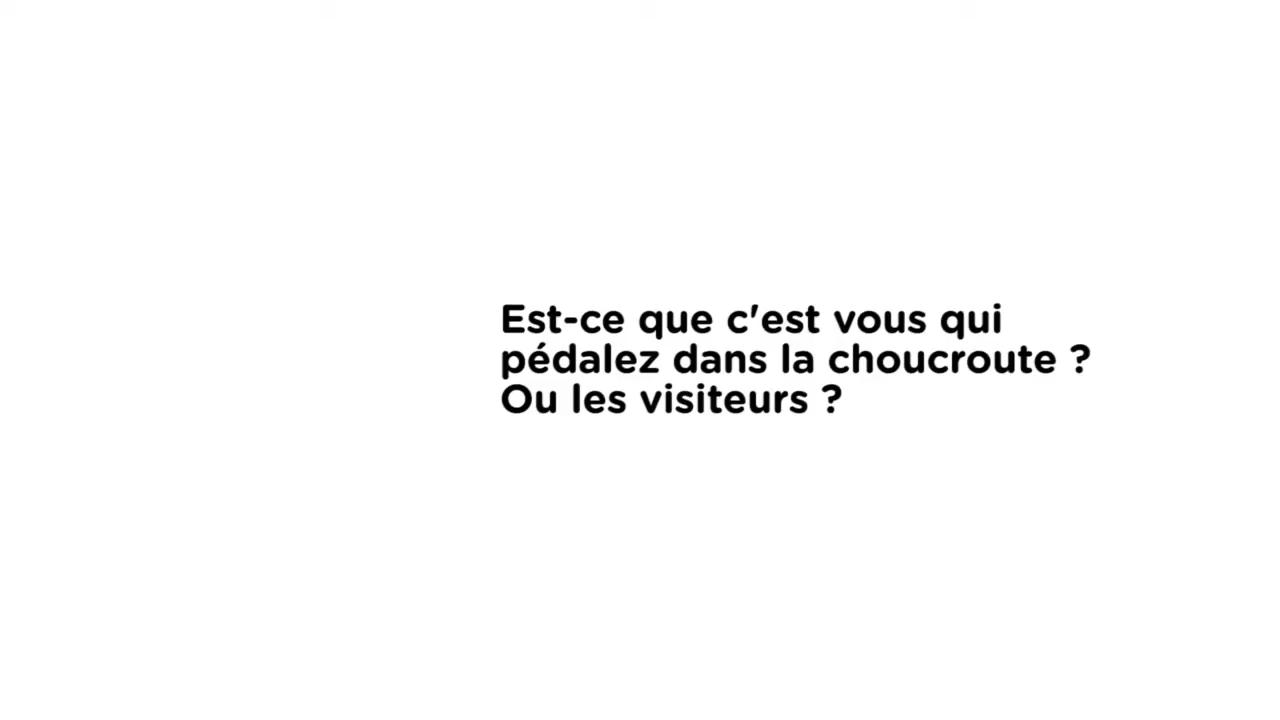 Est-ce que c'est vous qui
pédalez dans la choucroute ?
Ou les visiteurs ?